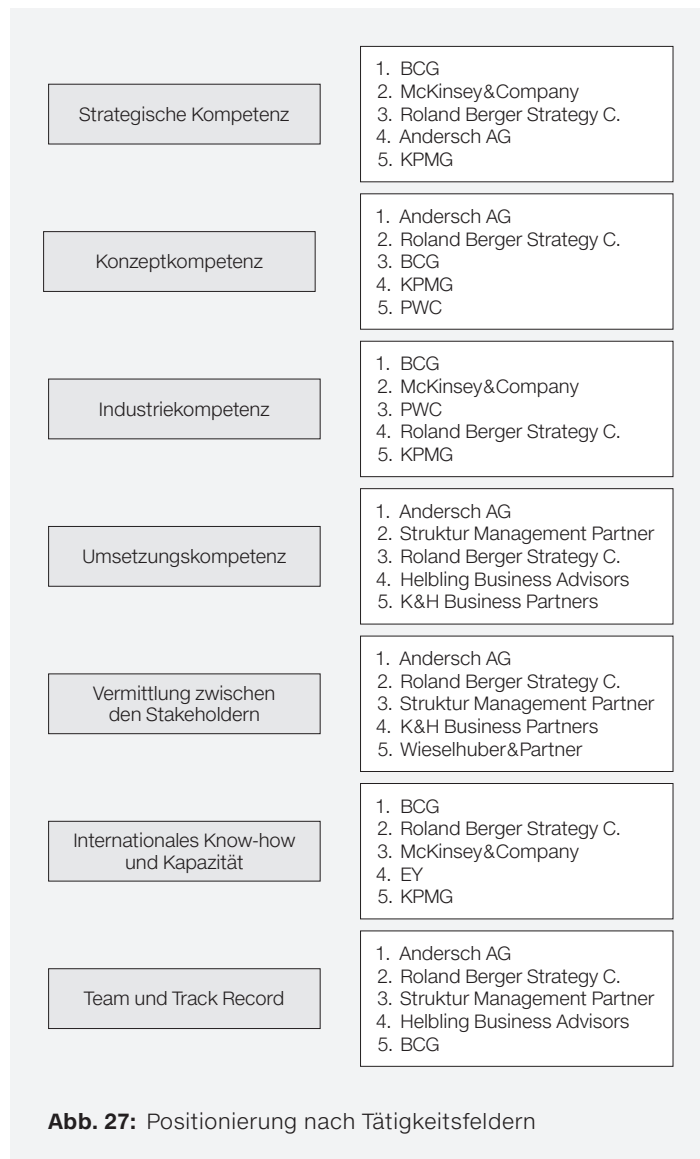 Strategische Kompetenz
1. BCG
2. McKinsey&Company
3. Roland Berger Strategy C.
4. Andersch AG
5. KPMG
Konzeptkompetenz
1. Andersch AG
2. Roland Berger Strategy C.
3. BCG
4. KPMG
5. PWC
Industriekompetenz
1. BCG
2. McKinsey&Company
3. PWC
4. Roland Berger Strategy C.
5. KPMG
Umsetzungskompetenz
1. Andersch AG
2. Struktur Management Partner
3. Roland Berger Strategy C.
4. Helbling Business Advisors
5. K&H Business Partners
Vermittlung zwischen
den Stakeholdern
1. Andersch AG
2. Roland Berger Strategy C.
3. Struktur Management Partner
4. K&H Business Partners
5. Wieselhuber&Partner
Internationales Know-how
und Kapazität
1. BCG
2. Roland Berger Strategy C.
3. McKinsey&Company
4. EY
5. KPMG
Team und Track Record
1. Andersch AG
2. Roland Berger Strategy C.
3. Struktur Management Partner
4. Helbling Business Advisors
5. BCG
Abb. 27: Positionierung nach Tätigkeitsfeldern